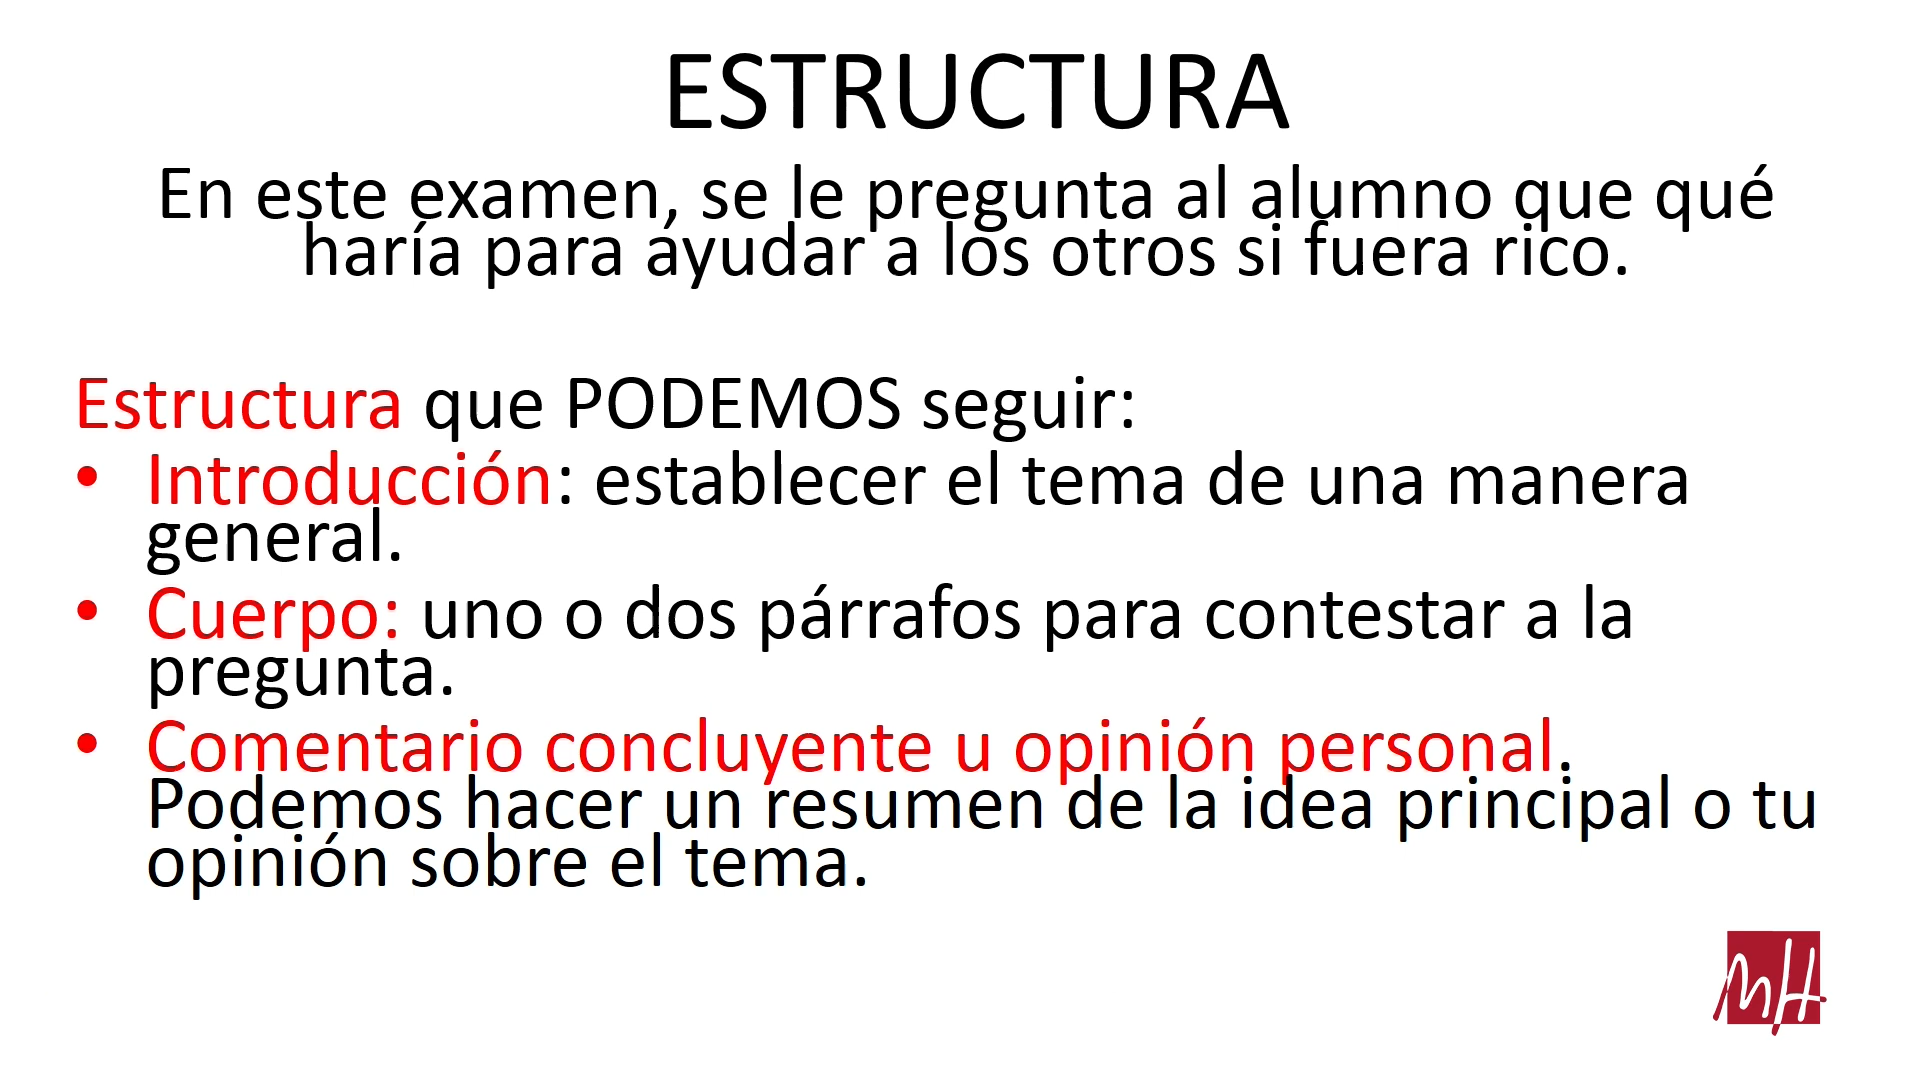 ESTRUCTURA
En este examen, se le pregunta al alumno que qué
haría para ayudar a los otros si fuera rico.
Estructura que PODEMOS seguir:
• Introducción: establecer el tema de una manera
general.
• Cuerpo: uno o dos párrafos para contestar a la
pregunta.
• Comentario concluyente u opinión personal.
Podemos hacer un resumen de la idea principal o tu
opinión sobre el tema.
MH